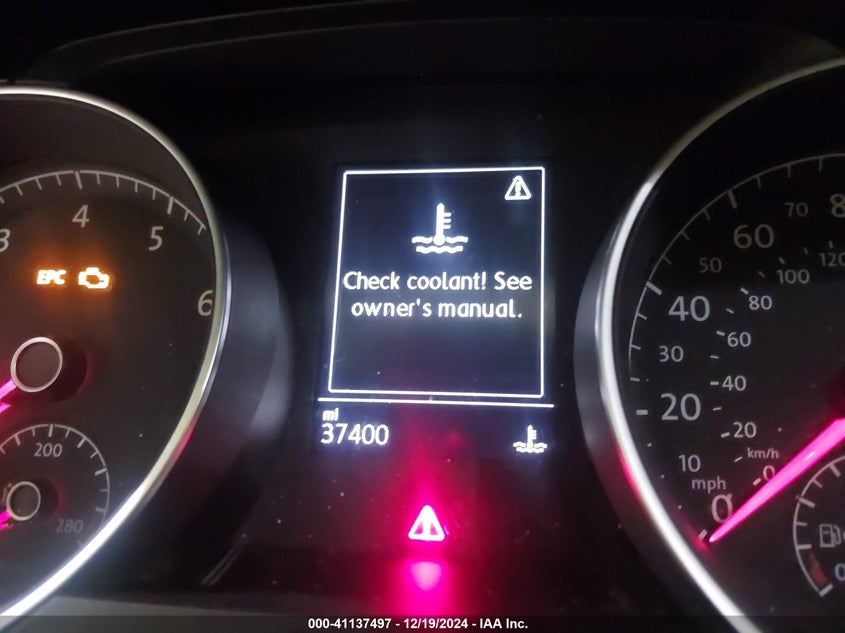 3 4 5 6
EPC
200
280
Check coolant! See
owner's manual.
mi
37400
0 10 20 30 40 50 60 70 8
mph
0 20 40 60 80 100 120
km/h
0
000-41137497 - 12/19/2024 - IAA Inc.